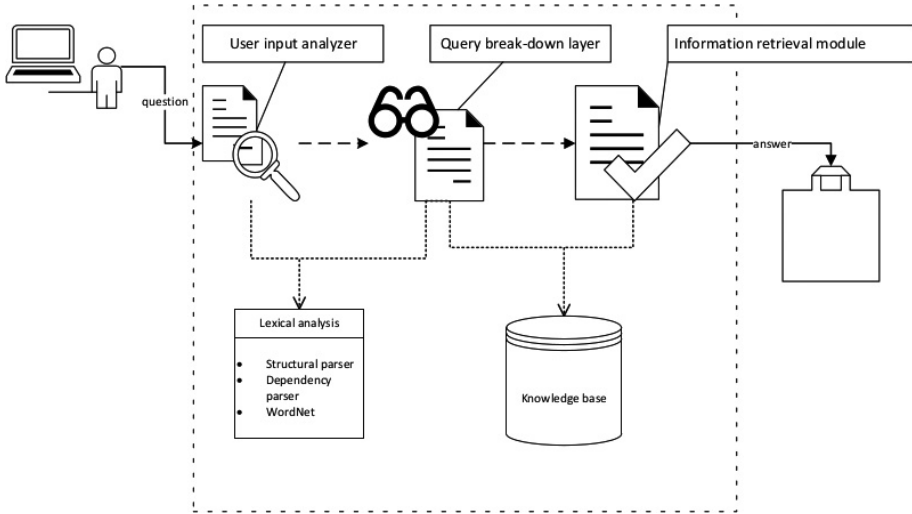 User input analyzer
Query break-down layer
Information retrieval module
question
answer
Lexical analysis
• Structural parser
• Dependency
parser
• WordNet
Knowledge base